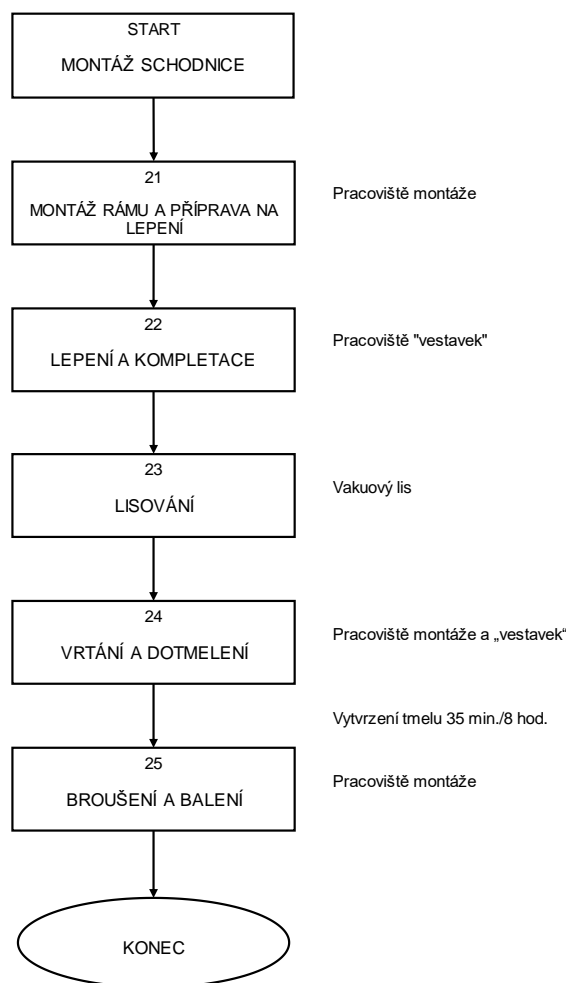 START
MONTÁŽ SCHODNICE
21
MONTÁŽ RÁMU A PŘÍPRAVA NA
LEPENÍ
Pracoviště montáže
22
LEPENÍ A KOMPLETACE
Pracoviště "vestavek"
23
LISOVÁNÍ
Vakuový lis
24
VRTÁNÍ A DOTMELENÍ
Pracoviště montáže a „vestavek“
Vytvrzení tmelu 35 min./8 hod.
25
BROUŠENÍ A BALENÍ
Pracoviště montáže
KONEC